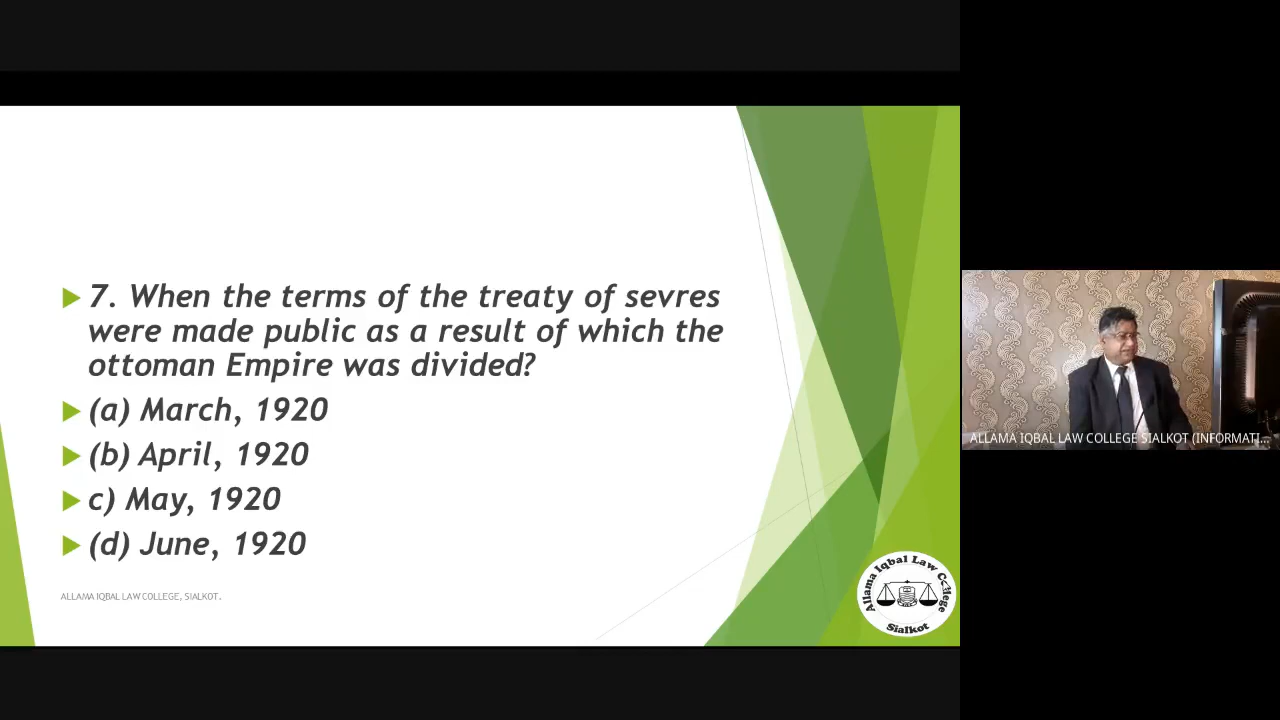 7. When the terms of the treaty of sevres
were made public as a result of which the
ottoman Empire was divided?
(a) March, 1920
(b) April, 1920
c) May, 1920
(d) June, 1920
ALLAMA IQBAL LAW COLLEGE, SIALKOT.
Allama Iqbal Law College
Sialkot
ALLAMA IQBAL LAW COLLEGE SIALKOT (INFORMATI...